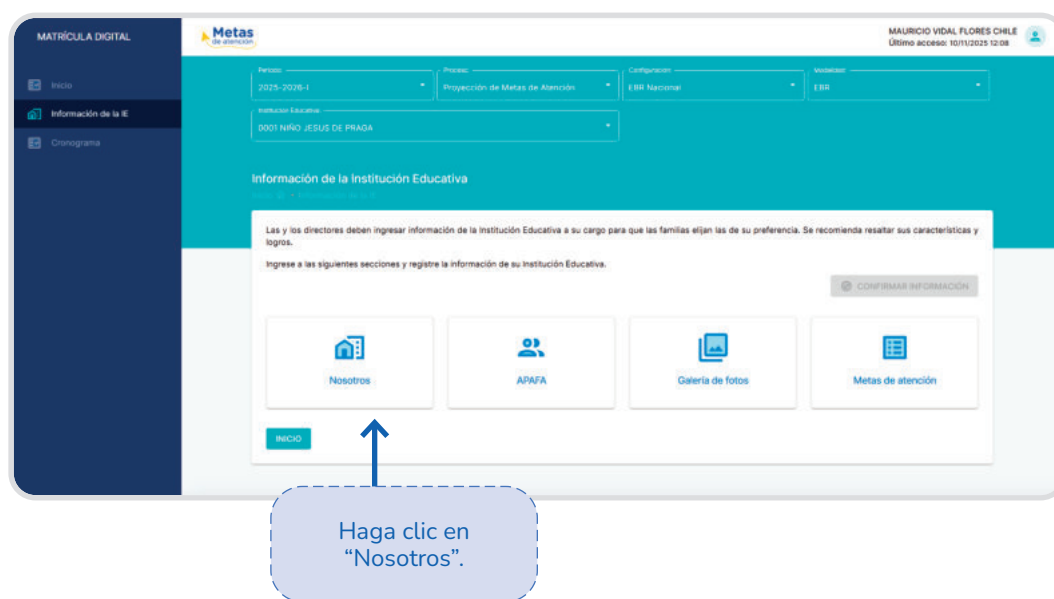 MATRÍCULA DIGITAL
Metas
de atención
MAURICIO VIDAL FLORES CHILE
Último acceso: 10/11/2025 12:08
Inicio
Información de la IE
Cronograma
Periodo
2025-2026-I
Proceso
Proyección de Metas de Atención
Configuración
EBR Nacional
Modalidad
EBR
Institución Educativa
0001 NIÑO JESUS DE PRAGA
Información de la Institución Educativa
Las y los directores deben ingresar información de la Institución Educativa a su cargo para que las familias elijan las de su preferencia. Se recomienda resaltar sus características y
logros.
Ingrese a las siguientes secciones y registre la información de su Institución Educativa.
CONFIRMAR INFORMACIÓN
Nosotros
APAFA
Galería de fotos
Metas de atención
INICIO
Haga clic en
“Nosotros”.